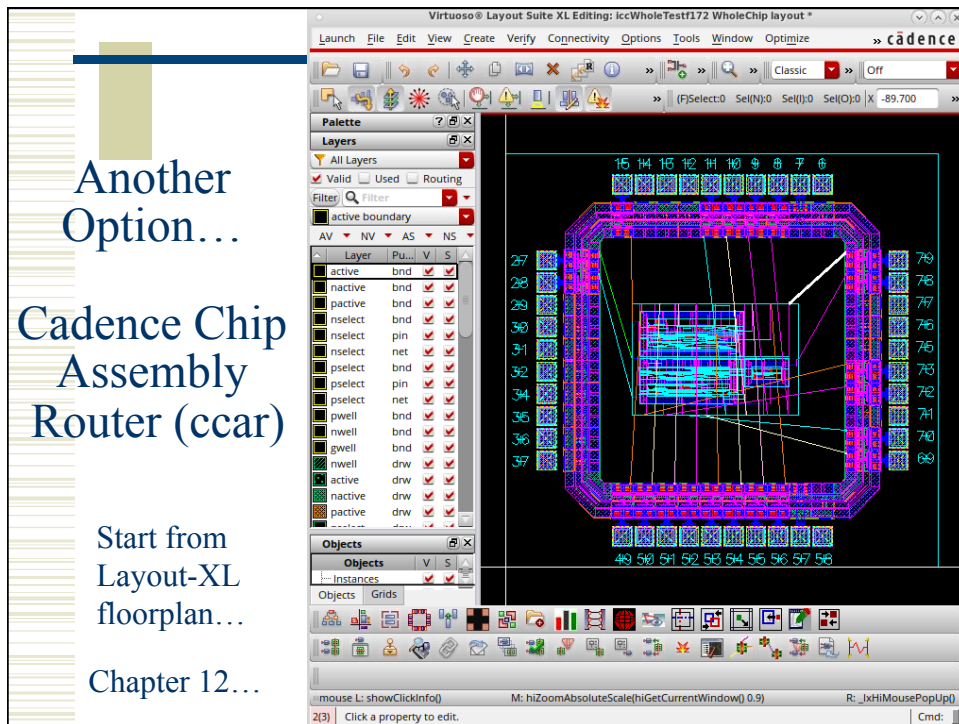 Another
Option…
Cadence Chip
Assembly
Router (ccar)
Start from
Layout-XL
floorplan…
Chapter 12…
Virtuoso® Layout Suite XL Editing: iccWholeTestf172 WholeChip layout *
Launch File Edit View Create Verify Connectivity Options Tools Window Optimize » cādence
» » » Classic » Off
» (F)Select:0 Sel(N):0 Sel(I):0 Sel(O):0 X -89.700 »
Palette
Layers
All Layers
Valid Used Routing
Filter Filter
active boundary
AV NV AS NS
Layer Pu... V S
active bnd
nactive bnd
pactive bnd
nselect bnd
nselect pin
nselect net
pselect bnd
pselect pin
pselect net
pwell bnd
nwell bnd
gwell bnd
nwell drw
active drw
nactive drw
pactive drw
Objects
Objects V S
Instances
Objects Grids
15 14 13 12 11 10 9 8 7 6
27
28
29
30
31
32
34
35
36
37
79
78
77
76
75
73
72
71
70
69
49 50 51 52 53 54 55 56 57 58
mouse L: showClickInfo() M: hiZoomAbsoluteScale(hiGetCurrentWindow() 0.9) R: _lxHiMousePopUp()
2(3) Click a property to edit. Cmd: